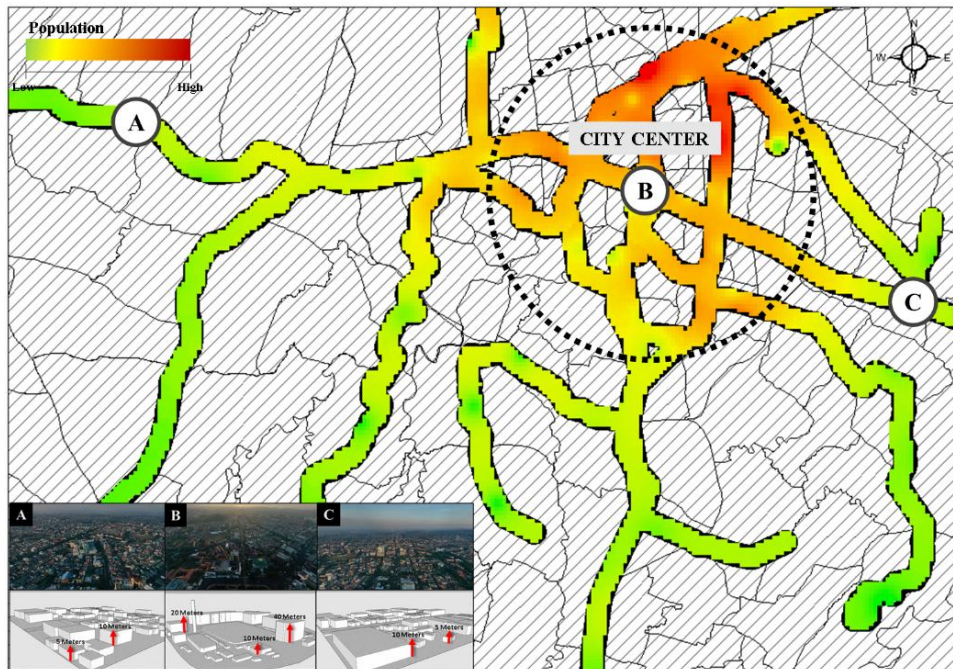 Population
Low
High
N
W
E
S
A
CITY CENTER
B
C
A
B
C
5 Meters
10 Meters
20 Meters
10 Meters
40 Meters
10 Meters
5 Meters